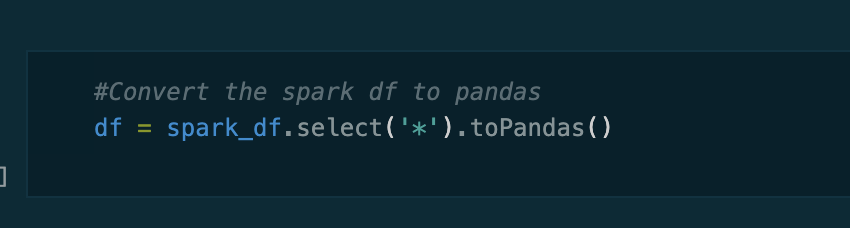 #Convert the spark df to pandas
df = spark_df.select('*').toPandas()
]